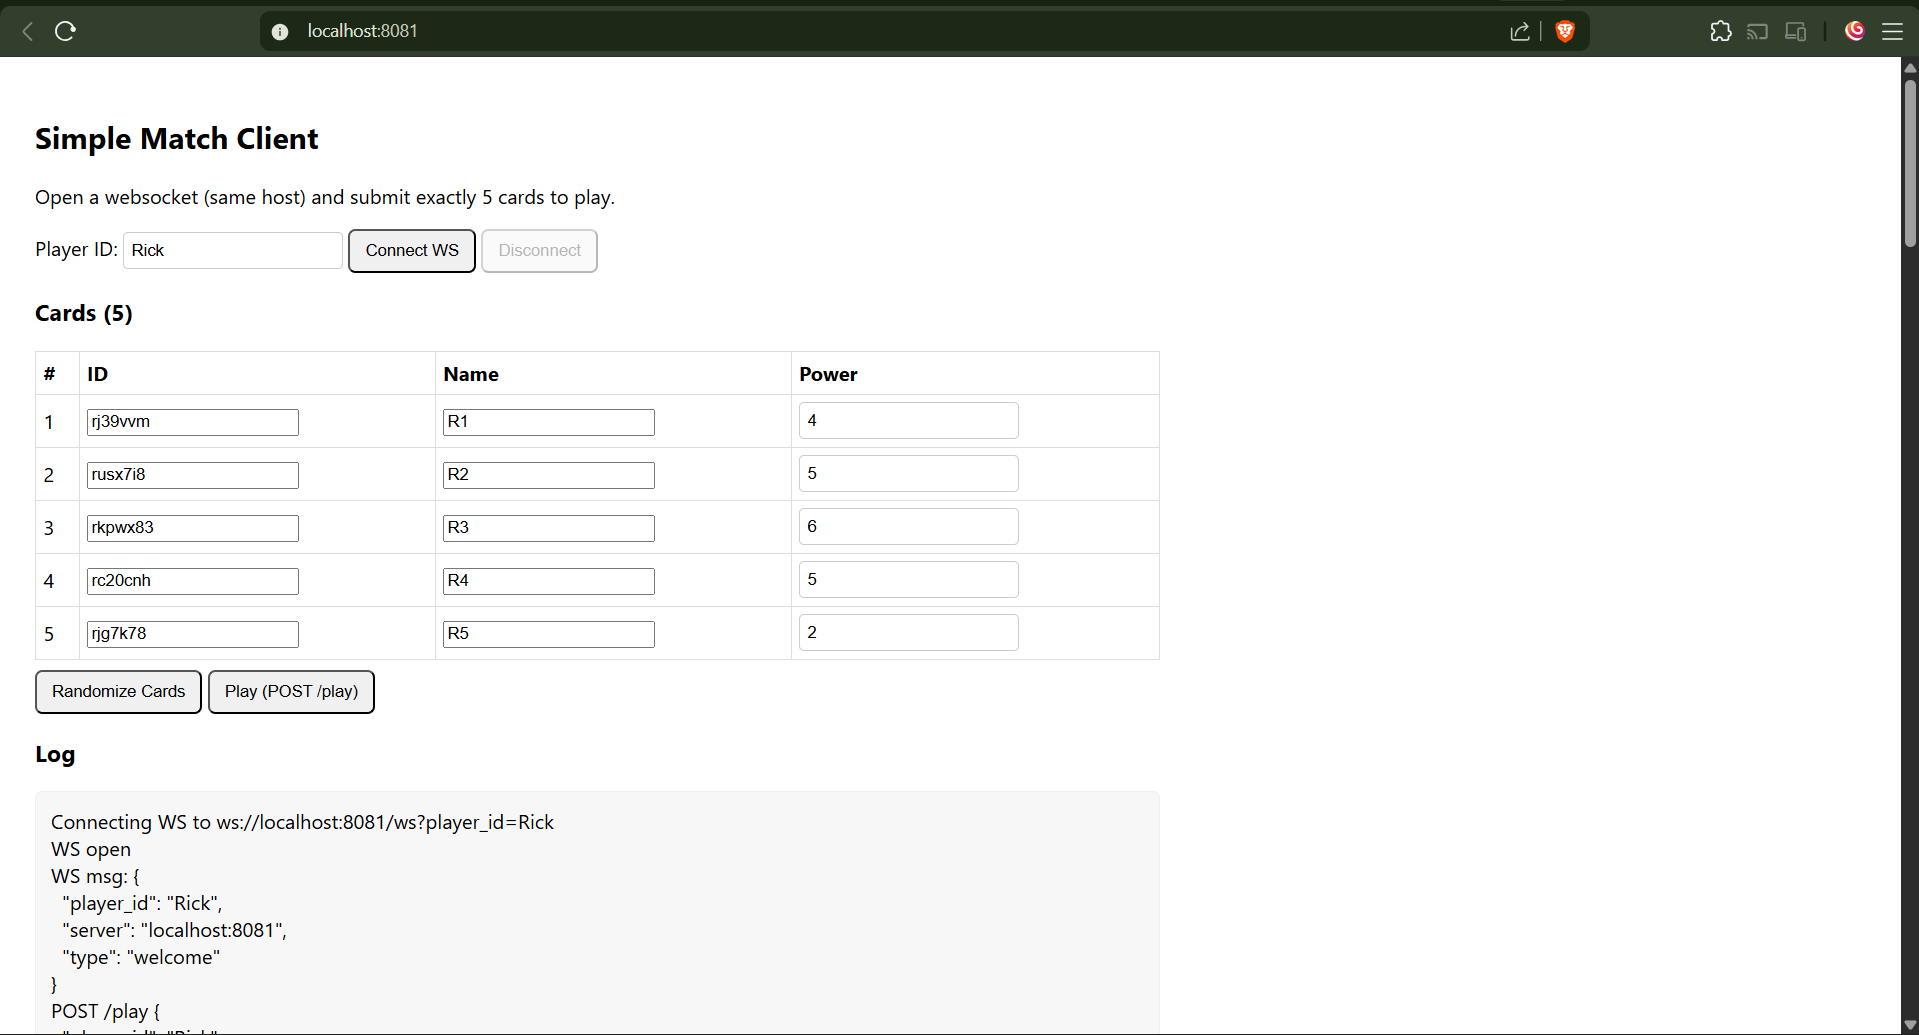 localhost:8081
Simple Match Client
Open a websocket (same host) and submit exactly 5 cards to play.
Player ID: Rick Connect WS Disconnect
Cards (5)
# ID Name Power
1 rj39vvm R1 4
2 rusx7i8 R2 5
3 rkpwx83 R3 6
4 rc20cnh R4 5
5 rjg7k78 R5 2
Randomize Cards Play (POST /play)
Log
Connecting WS to ws://localhost:8081/ws?player_id=Rick
WS open
WS msg: {
"player_id": "Rick",
"server": "localhost:8081",
"type": "welcome"
}
POST /play {